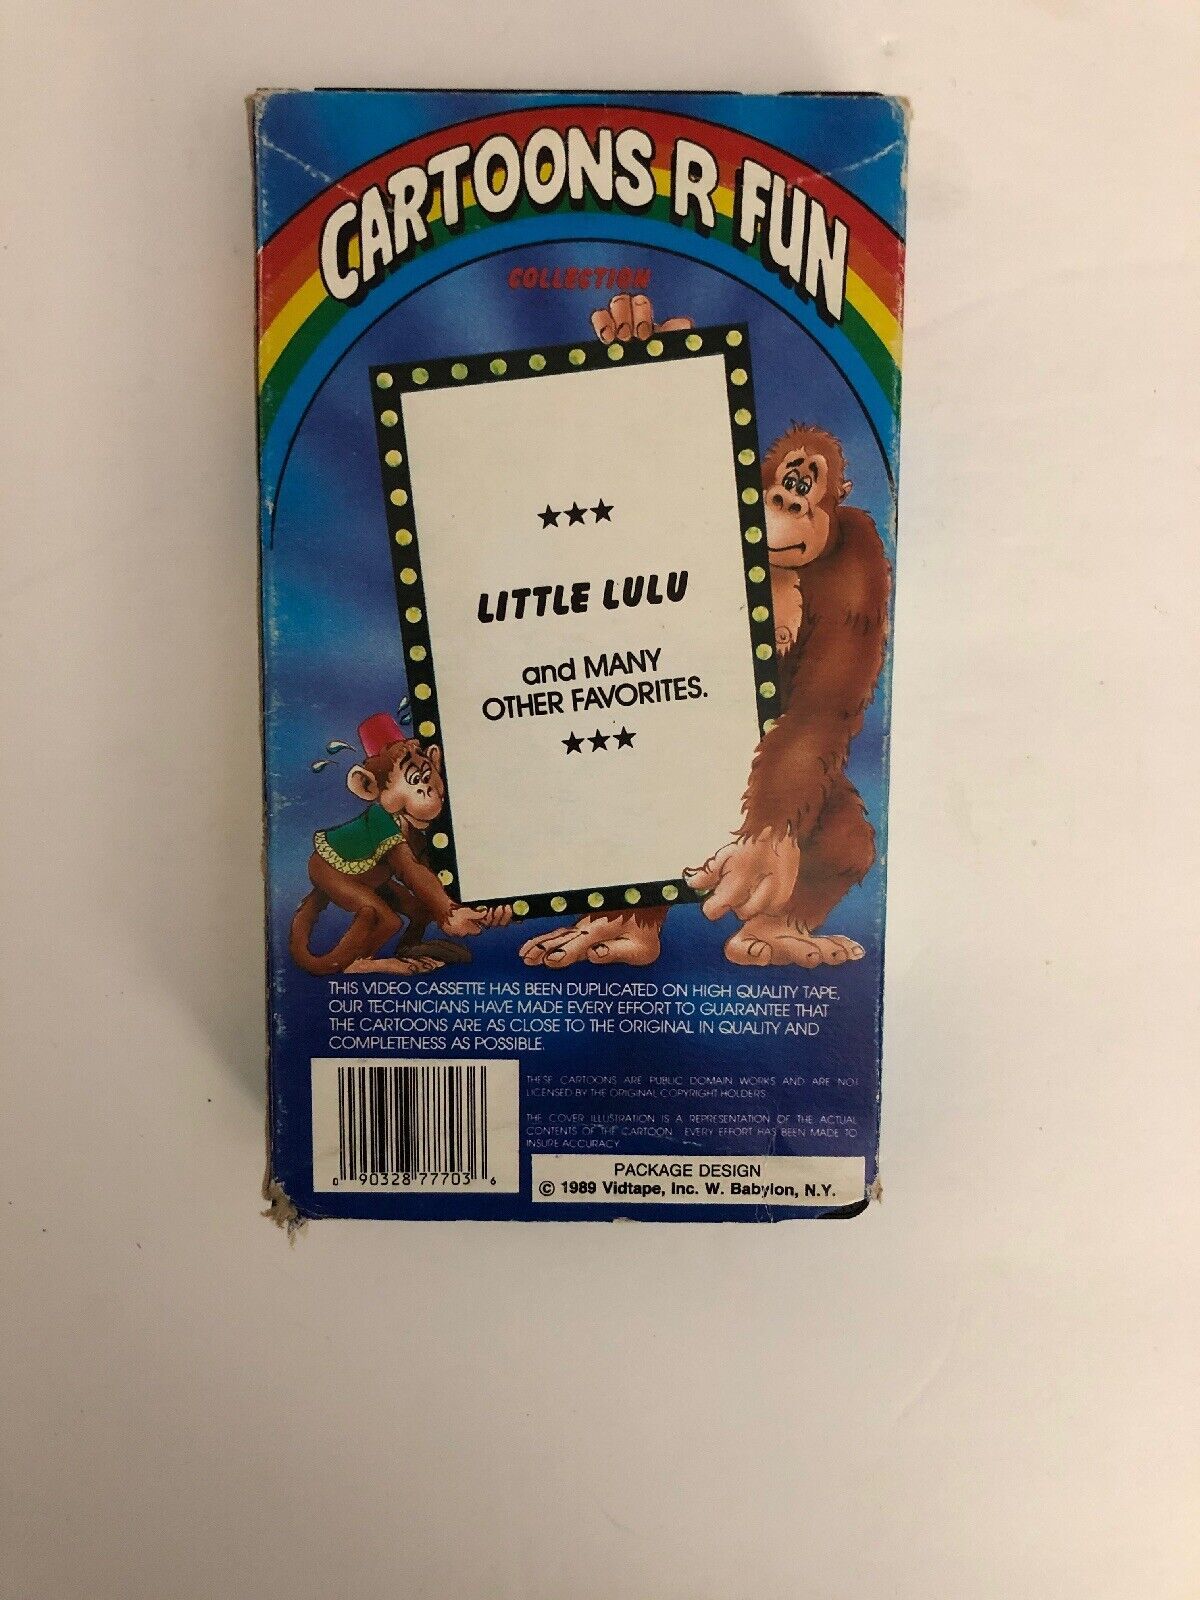 CARTOONS R FUN
COLLECTION
★★★
LITTLE LULU
and MANY
OTHER FAVORITES.
★★★
THIS VIDEO CASSETTE HAS BEEN DUPLICATED ON HIGH QUALITY TAPE,
OUR TECHNICIANS HAVE MADE EVERY EFFORT TO GUARANTEE THAT
THE CARTOONS ARE AS CLOSE TO THE ORIGINAL IN QUALITY AND
COMPLETENESS AS POSSIBLE.
THESE CARTOONS ARE PUBLIC DOMAIN WORKS AND ARE NOT
LICENSED BY THE ORIGINAL COPYRIGHT HOLDERS
THE COVER ILLUSTRATION IS A REPRESENTATION OF THE ACTUAL
CONTENTS OF THE CARTOON. EVERY EFFORT HAS BEEN MADE TO
INSURE ACCURACY
0 90328 77703 6
PACKAGE DESIGN
© 1989 Vidtape, Inc. W. Babylon, N.Y.